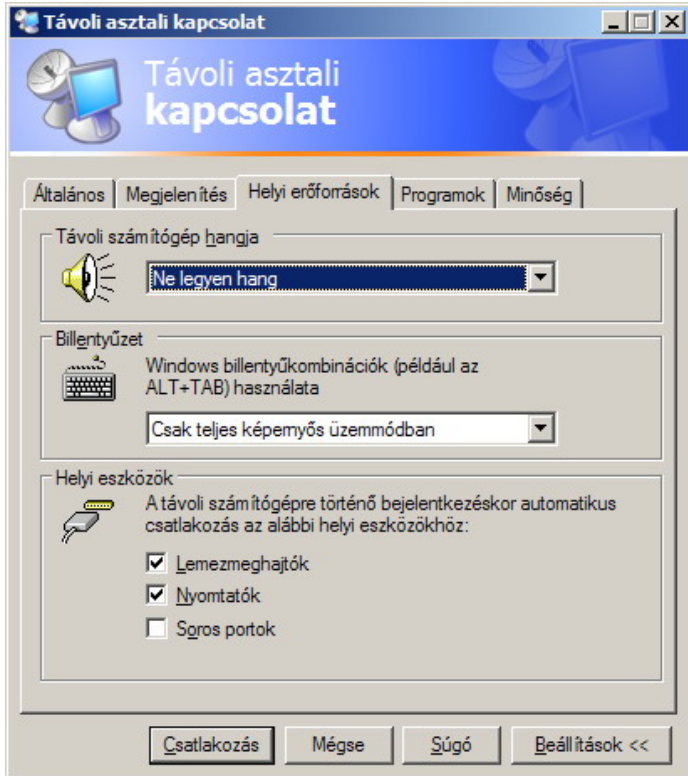 Távoli asztali kapcsolat
Távoli asztali
kapcsolat
Általános
Megjelenítés
Helyi erőforrások
Programok
Minőség
Távoli számítógép hangja
Ne legyen hang
Billentyűzet
Windows billentyűkombinációk (például az
ALT+TAB) használata
Csak teljes képernyős üzemmódban
Helyi eszközök
A távoli számítógépre történő bejelentkezéskor automatikus
csatlakozás az alábbi helyi eszközökhöz:
Lemezmeghajtók
Nyomtatók
Soros portok
Csatlakozás
Mégse
Súgó
Beállítások <<